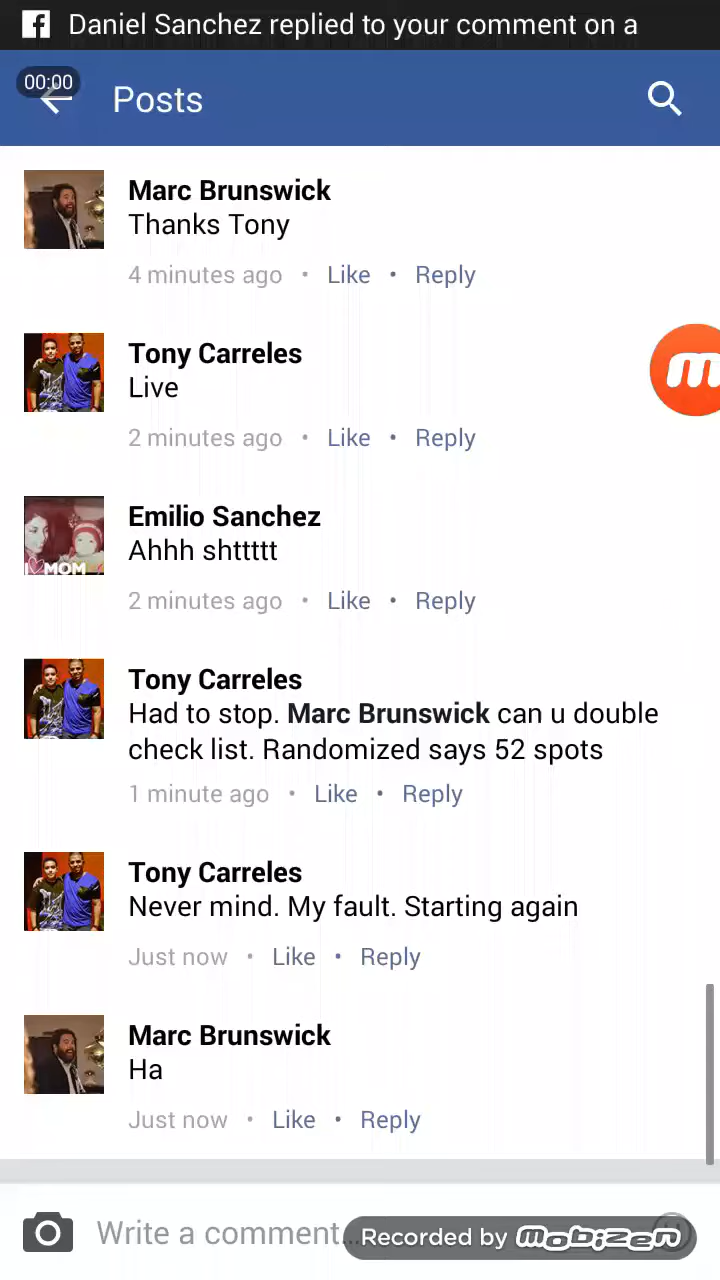 Daniel Sanchez replied to your comment on a
00:00
Posts
Marc Brunswick
Thanks Tony
4 minutes ago • Like • Reply
Tony Carreles
Live
2 minutes ago • Like • Reply
Emilio Sanchez
Ahhh shttttt
I MOM
2 minutes ago • Like • Reply
Tony Carreles
Had to stop. Marc Brunswick can u double
check list. Randomized says 52 spots
1 minute ago • Like • Reply
Tony Carreles
Never mind. My fault. Starting again
Just now • Like • Reply
Marc Brunswick
Ha
Just now • Like • Reply
Write a comment...
Recorded by mobizen